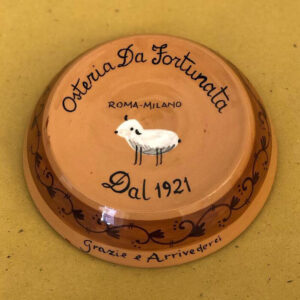 Osteria Da Fortunata
ROMA-MILANO
Dal 1921
Grazie e Arrivederci